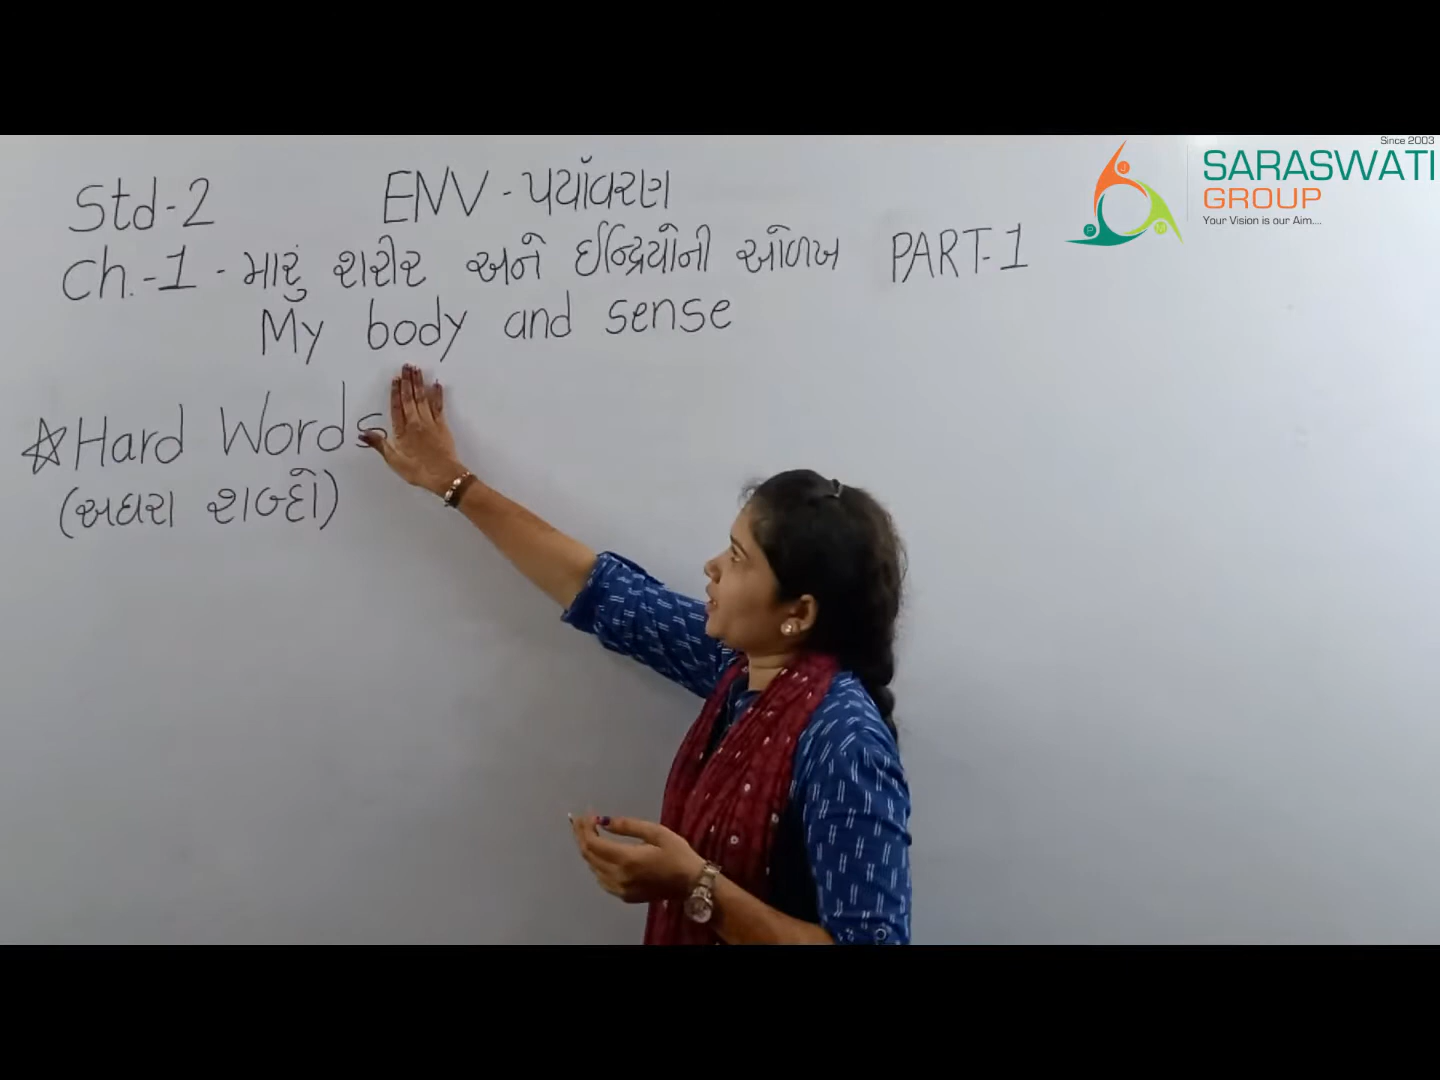 Since 2003
SARASWATI
GROUP
Your Vision is our Aim....
J
P
M
Std-2 ENV - પર્યાવરણ
Ch.-1 - મારું શરીર અને ઈન્દ્રિયોની ઓળખ PART-1
My body and sense
☆Hard Words
(અઘરા શબ્દો)